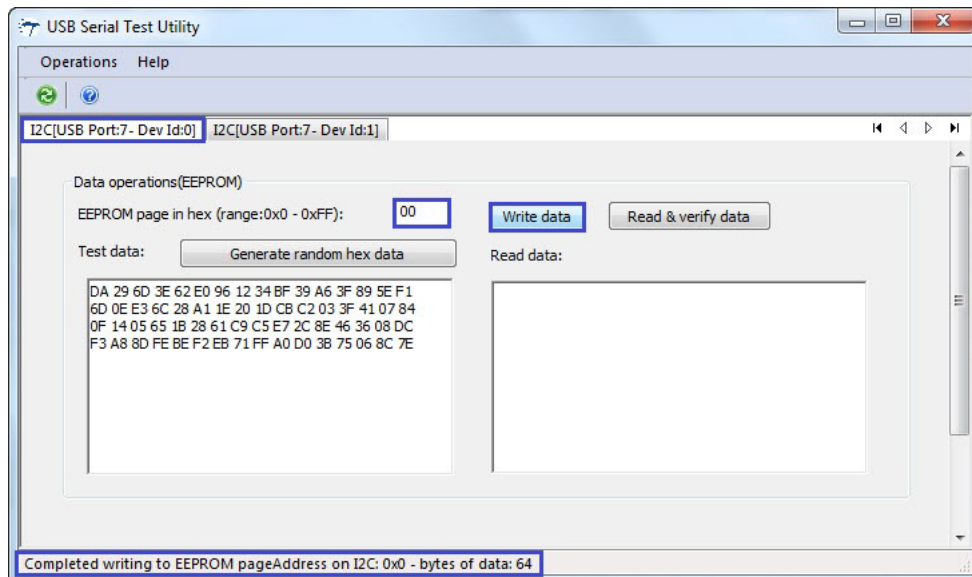 USB Serial Test Utility
Operations Help
I2C[USB Port:7- Dev Id:0] I2C[USB Port:7- Dev Id:1]
Data operations(EEPROM)
EEPROM page in hex (range:0x0 - 0xFF): 00 Write data Read & verify data
Test data: Generate random hex data Read data:
DA 29 6D 3E 62 E0 96 12 34 BF 39 A6 3F 89 5E F1
6D 0E E3 6C 28 A1 1E 20 1D CB C2 03 3F 41 07 84
0F 14 05 65 1B 28 61 C9 C5 E7 2C 8E 46 36 08 DC
F3 A8 8D FE BE F2 EB 71 FF A0 D0 3B 75 06 8C 7E
Completed writing to EEPROM pageAddress on I2C: 0x0 - bytes of data: 64